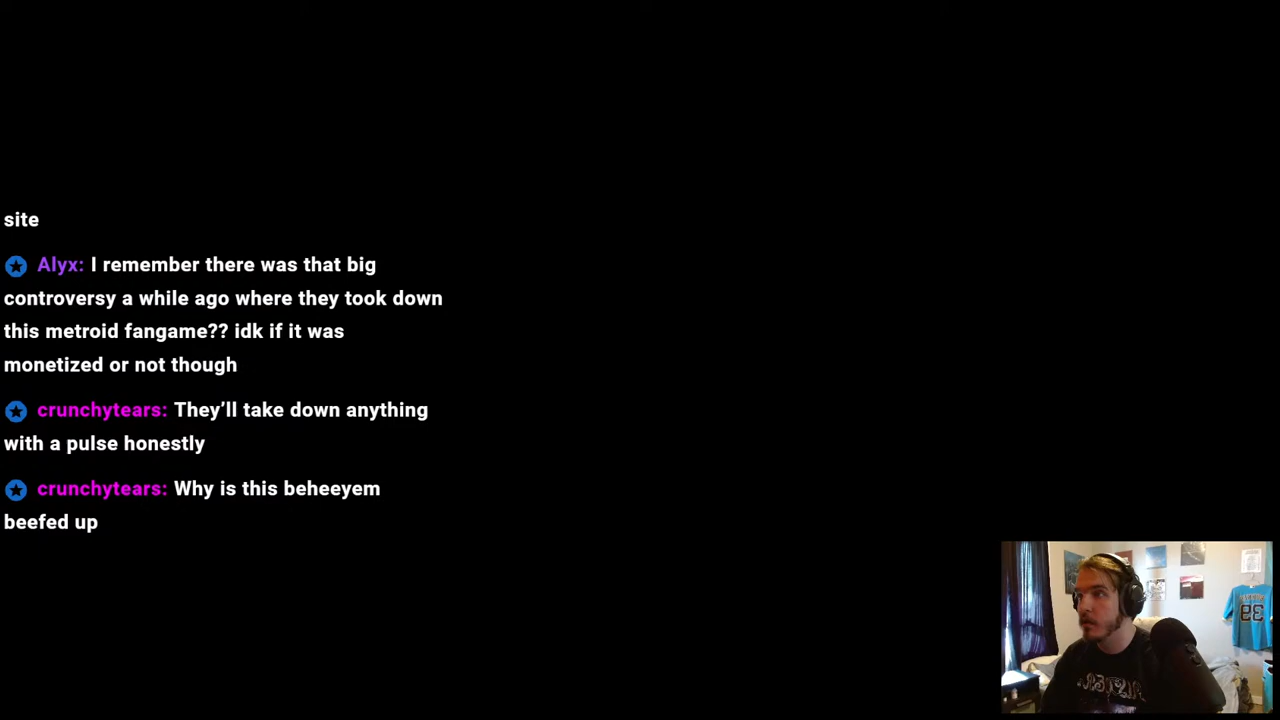 site
Alyx: I remember there was that big
controversy a while ago where they took down
this metroid fangame?? idk if it was
monetized or not though
crunchytears: They’ll take down anything
with a pulse honestly
crunchytears: Why is this beheeyem
beefed up